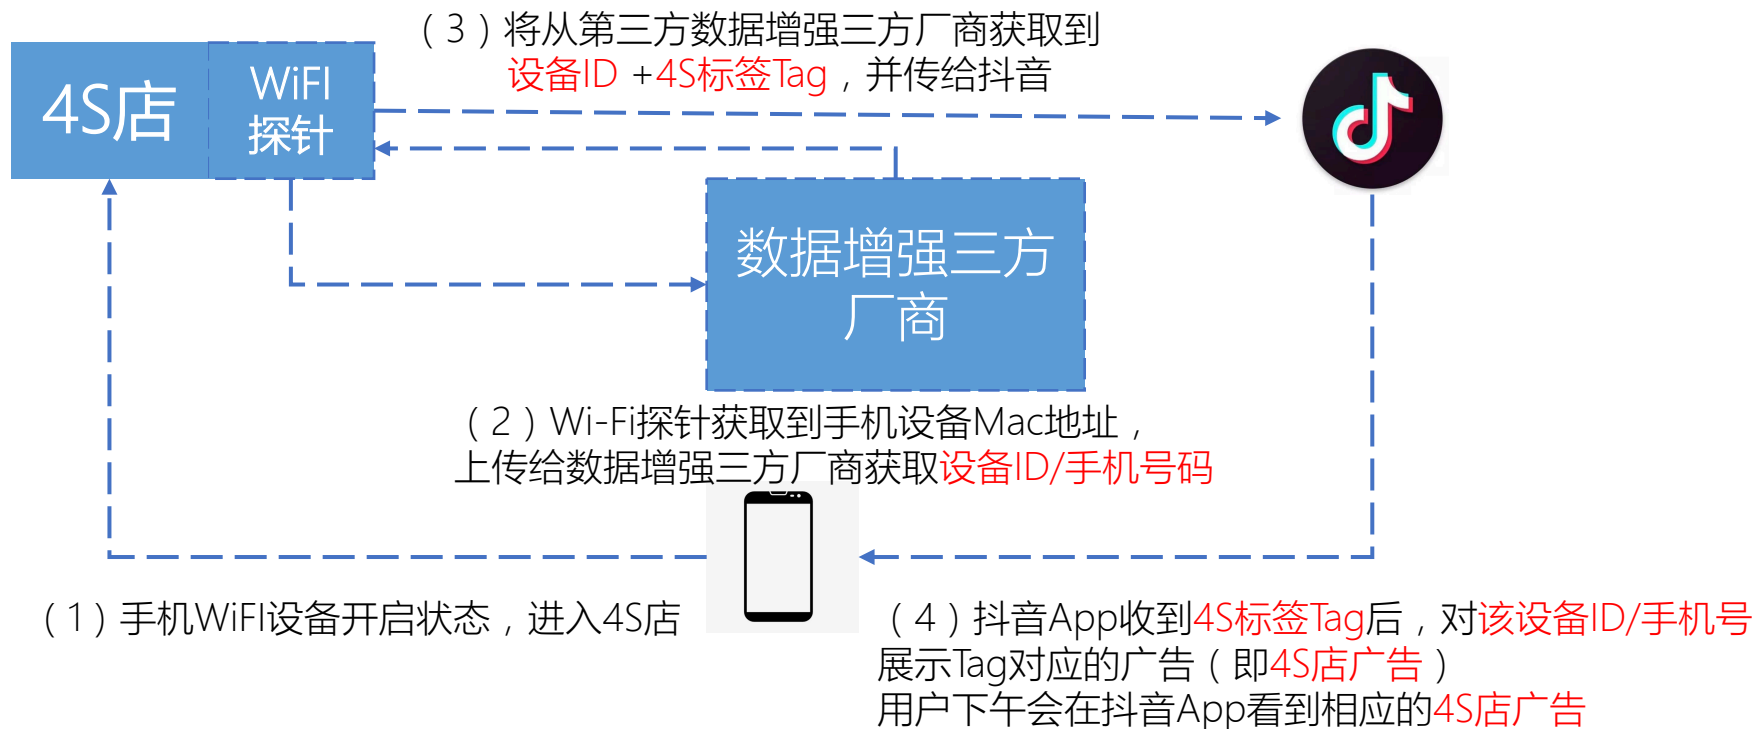 （3）将从第三方数据增强三方厂商获取到
设备ID +4S标签Tag，并传给抖音
4S店
WiFI
探针
数据增强三方
厂商
（2）Wi-Fi探针获取到手机设备Mac地址，
上传给数据增强三方厂商获取设备ID/手机号码
（1）手机WiFI设备开启状态，进入4S店
（4）抖音App收到4S标签Tag后，对该设备ID/手机号
展示Tag对应的广告（即4S店广告）
用户下午会在抖音App看到相应的4S店广告